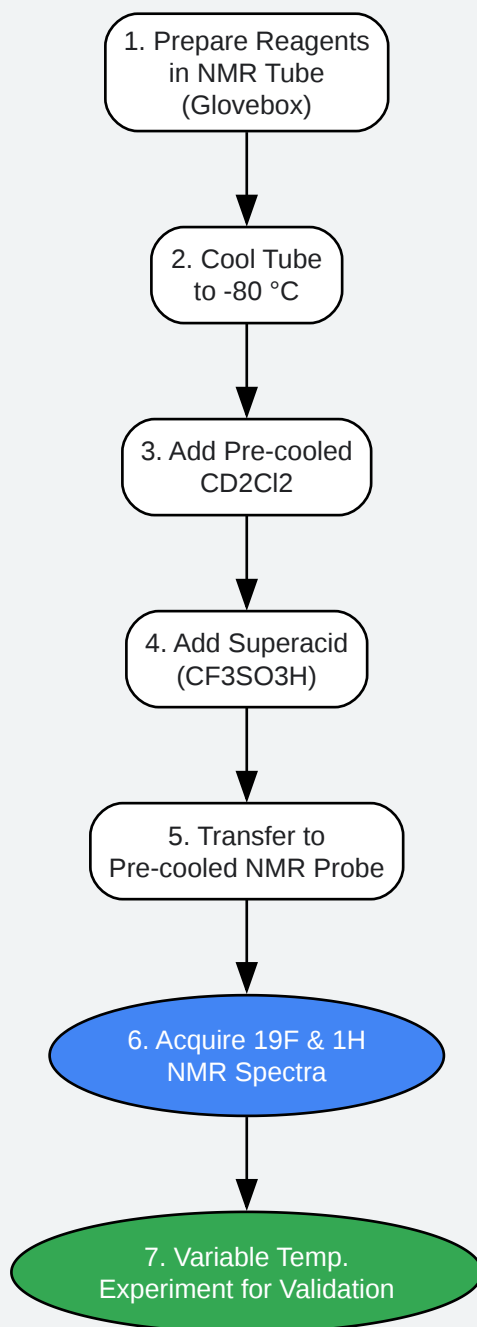 1. Prepare Reagents
in NMR Tube
(Glovebox)
2. Cool Tube
to -80 °C
3. Add Pre-cooled
CD2Cl2
4. Add Superacid
(CF3SO3H)
5. Transfer to
Pre-cooled NMR Probe
6. Acquire 19F & 1H
NMR Spectra
7. Variable Temp.
Experiment for Validation